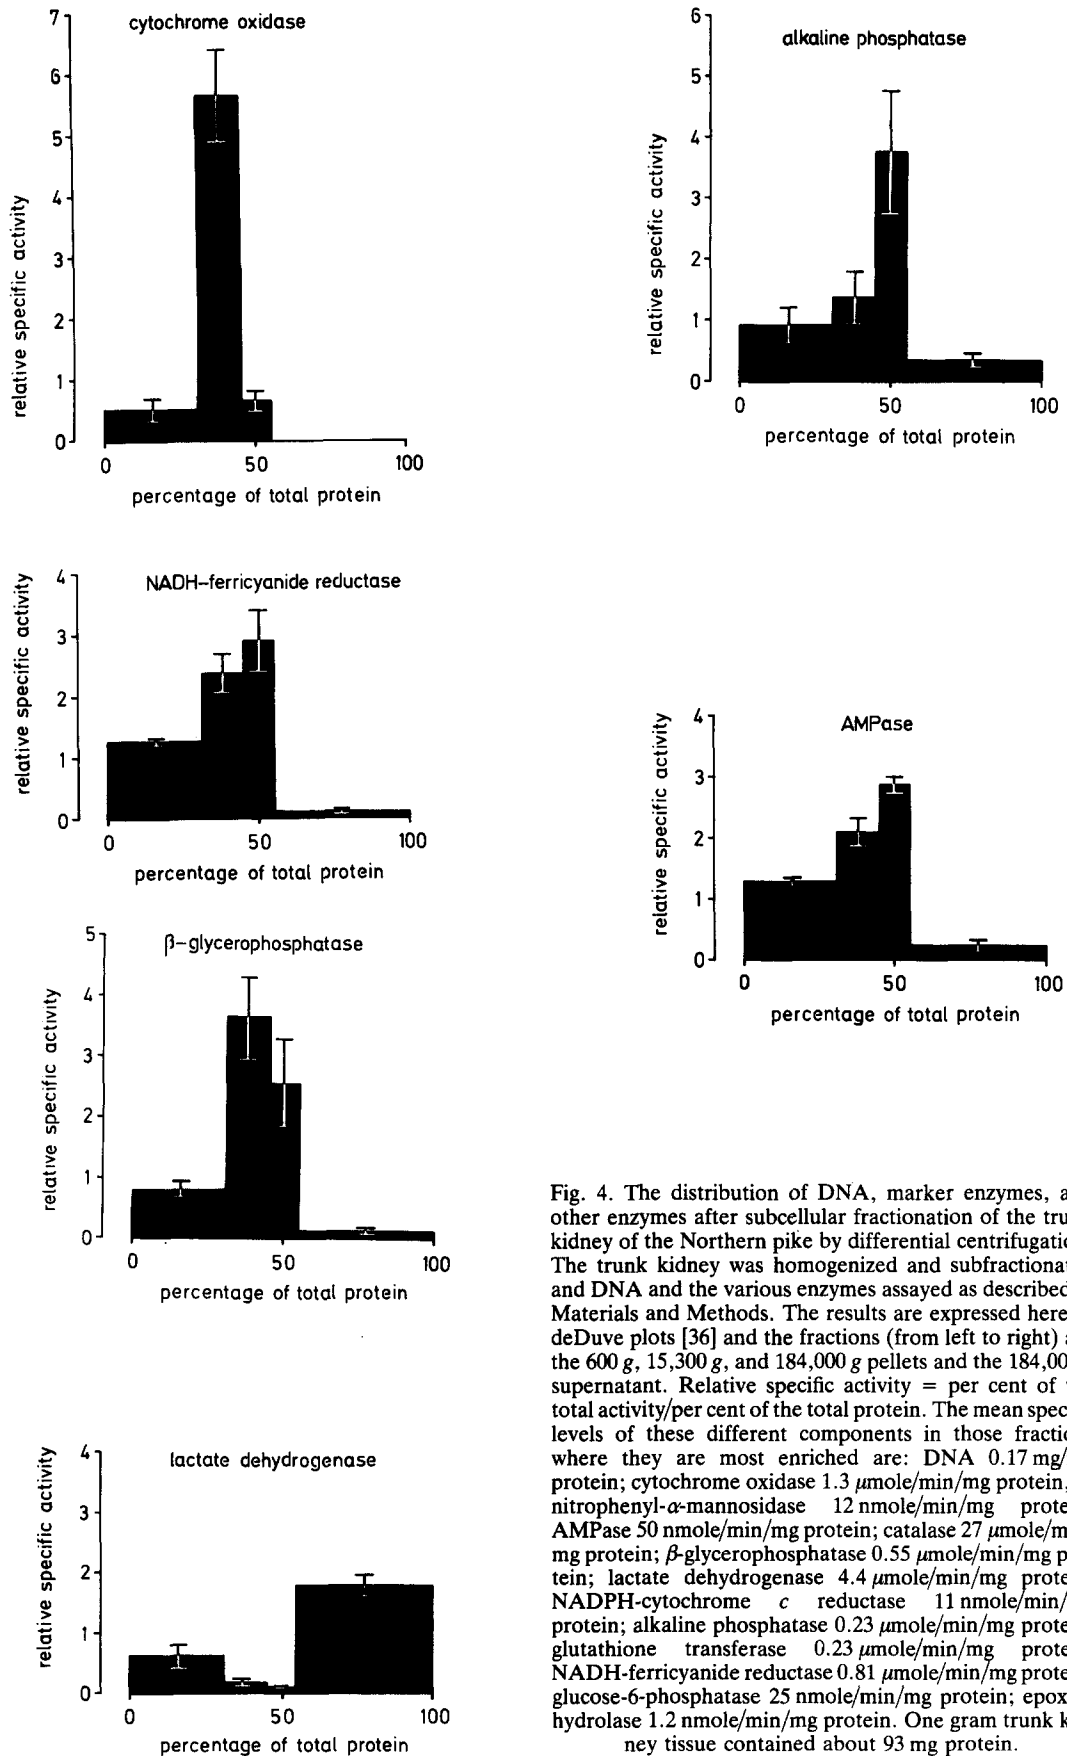 cytochrome oxidase
7
6
5
4
3
2
1
0
relative specific activity
0 50 100
percentage of total protein
alkaline phosphatase
6
5
4
3
2
1
0
relative specific activity
0 50 100
percentage of total protein
NADH-ferricyanide reductase
4
3
2
1
0
relative specific activity
0 50 100
percentage of total protein
AMPase
4
3
2
1
0
relative specific activity
0 50 100
percentage of total protein
β-glycerophosphatase
5
4
3
2
1
0
relative specific activity
0 50 100
percentage of total protein
lactate dehydrogenase
4
3
2
1
0
relative specific activity
0 50 100
percentage of total protein
Fig. 4. The distribution of DNA, marker enzymes, a
other enzymes after subcellular fractionation of the tru
kidney of the Northern pike by differential centrifugatio
The trunk kidney was homogenized and subfractionat
and DNA and the various enzymes assayed as described
Materials and Methods. The results are expressed here
deDuve plots [36] and the fractions (from left to right) a
the 600 g, 15,300 g, and 184,000 g pellets and the 184,00
supernatant. Relative specific activity = per cent of
total activity/per cent of the total protein. The mean spec
levels of these different components in those fractio
where they are most enriched are: DNA 0.17 mg/
protein; cytochrome oxidase 1.3 μmole/min/mg protein,
nitrophenyl-α-mannosidase 12 nmole/min/mg prote
AMPase 50 nmole/min/mg protein; catalase 27 μmole/m
mg protein; β-glycerophosphatase 0.55 μmole/min/mg p
tein; lactate dehydrogenase 4.4 μmole/min/mg prote
NADPH-cytochrome c reductase 11 nmole/min/
protein; alkaline phosphatase 0.23 μmole/min/mg prote
glutathione transferase 0.23 μmole/min/mg prote
NADH-ferricyanide reductase 0.81 μmole/min/mg prote
glucose-6-phosphatase 25 nmole/min/mg protein; epox
hydrolase 1.2 nmole/min/mg protein. One gram trunk k
ney tissue contained about 93 mg protein.